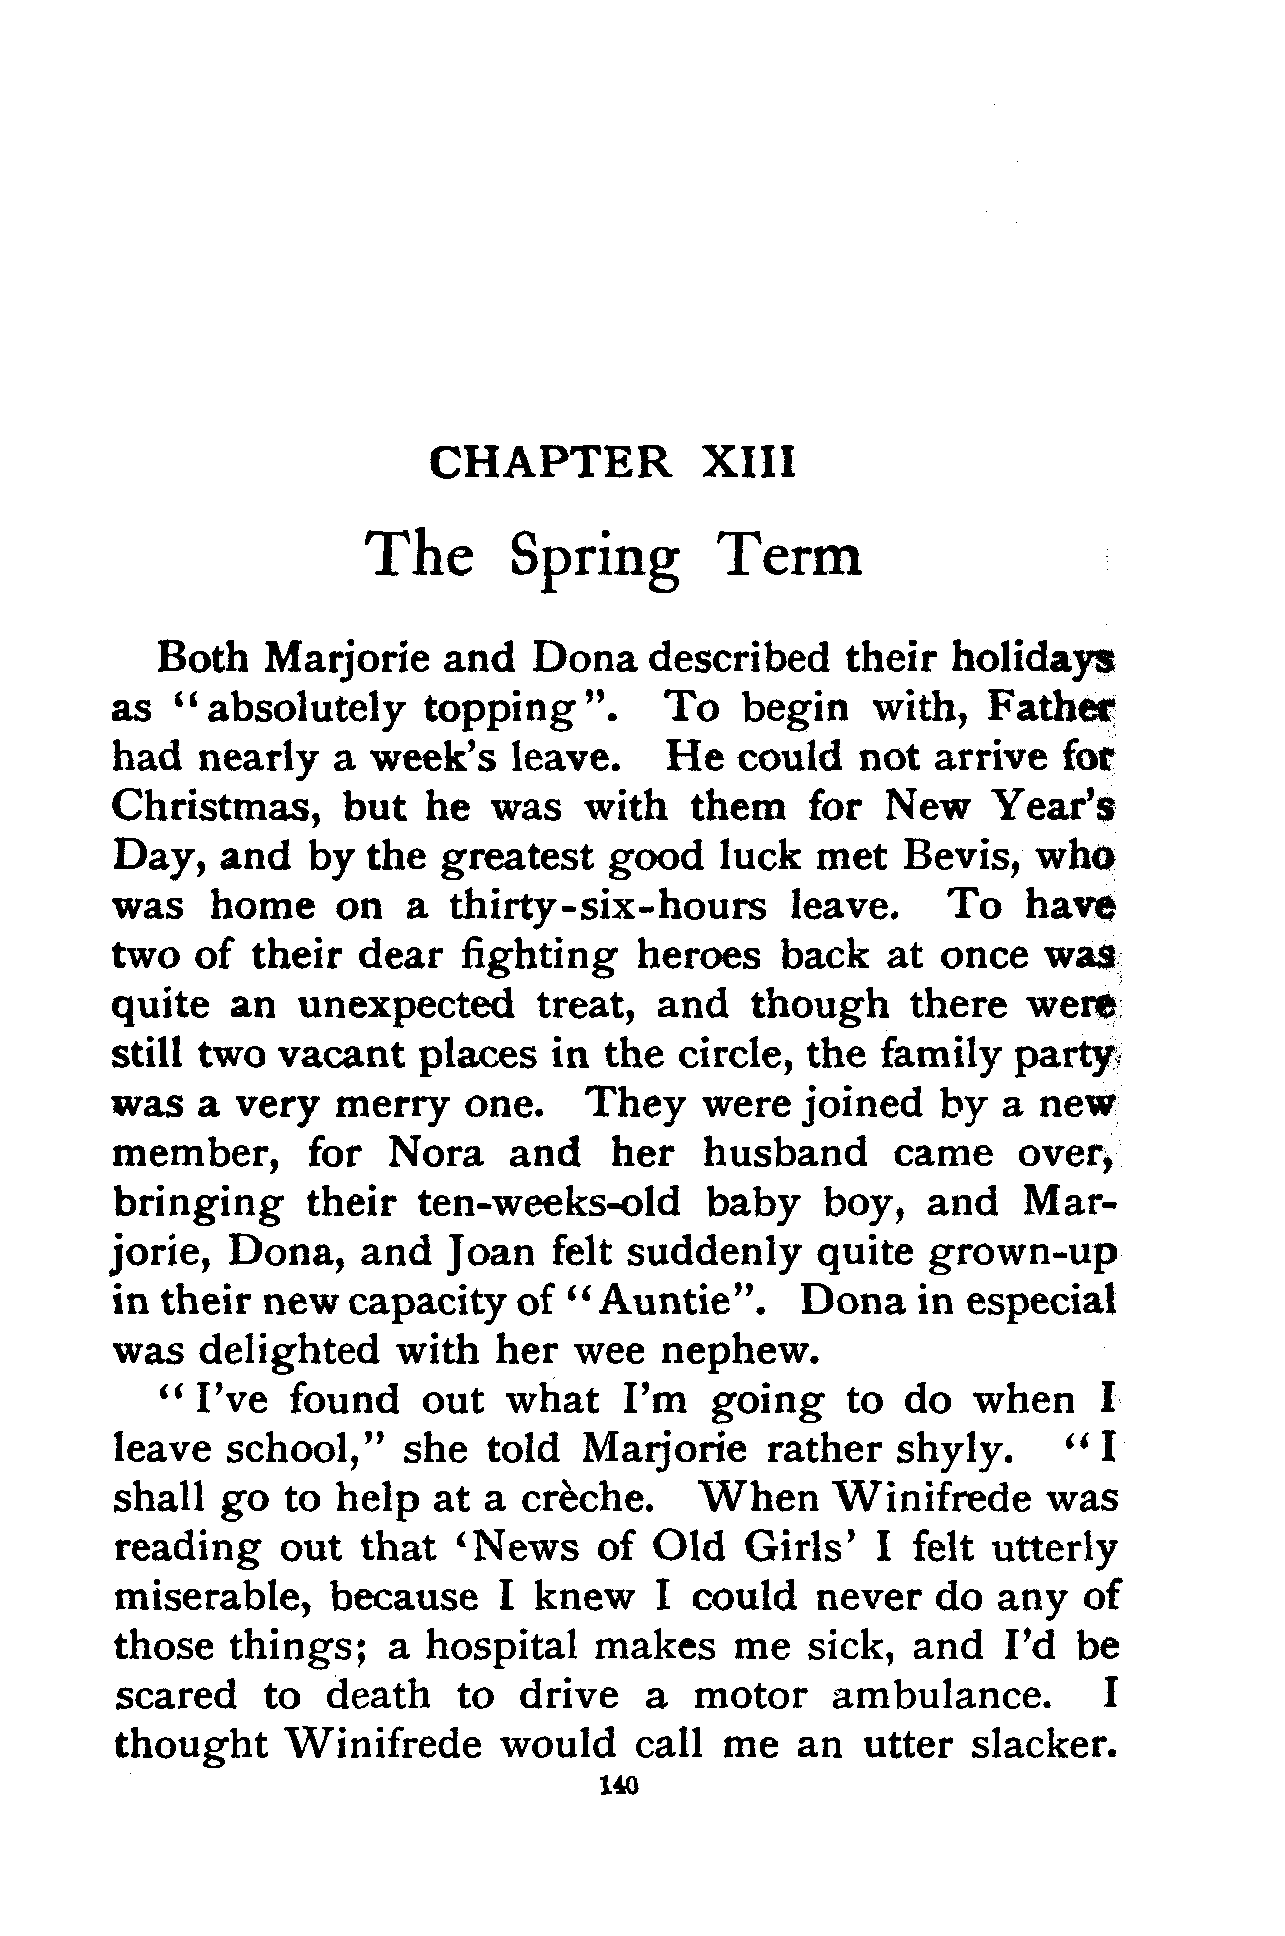 CHAPTER XIII
The Spring Term
Both Marjorie and Dona described their holidays
as "absolutely topping". To begin with, Father
had nearly a week's leave. He could not arrive for
Christmas, but he was with them for New Year's
Day, and by the greatest good luck met Bevis, who
was home on a thirty-six-hours leave. To have
two of their dear fighting heroes back at once was
quite an unexpected treat, and though there were
still two vacant places in the circle, the family party
was a very merry one. They were joined by a new
member, for Nora and her husband came over,
bringing their ten-weeks-old baby boy, and Mar-
jorie, Dona, and Joan felt suddenly quite grown-up
in their new capacity of "Auntie". Dona in especial
was delighted with her wee nephew.
"I've found out what I'm going to do when I
leave school," she told Marjorie rather shyly. "I
shall go to help at a crèche. When Winifrede was
reading out that 'News of Old Girls' I felt utterly
miserable, because I knew I could never do any of
those things; a hospital makes me sick, and I'd be
scared to death to drive a motor ambulance. I
thought Winifrede would call me an utter slacker.
140